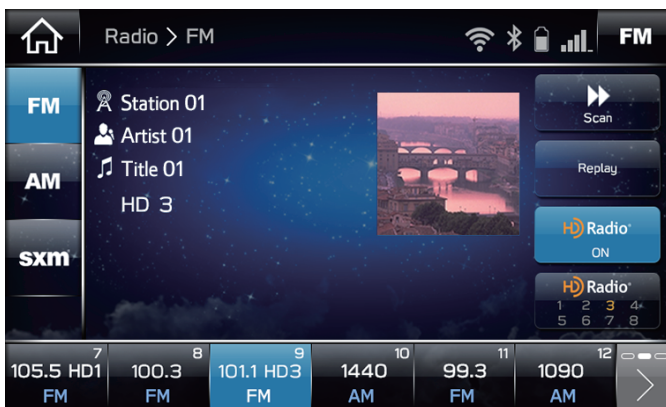 Radio > FM
FM
FM
AM
sxm
Station 01
Artist 01
Title 01
HD 3
Scan
Replay
HD Radio®
ON
HD Radio®
1 2 3 4
5 6 7 8
7
105.5 HD1
FM
8
100.3
FM
9
101.1 HD3
FM
10
1440
AM
11
99.3
FM
12
1090
AM